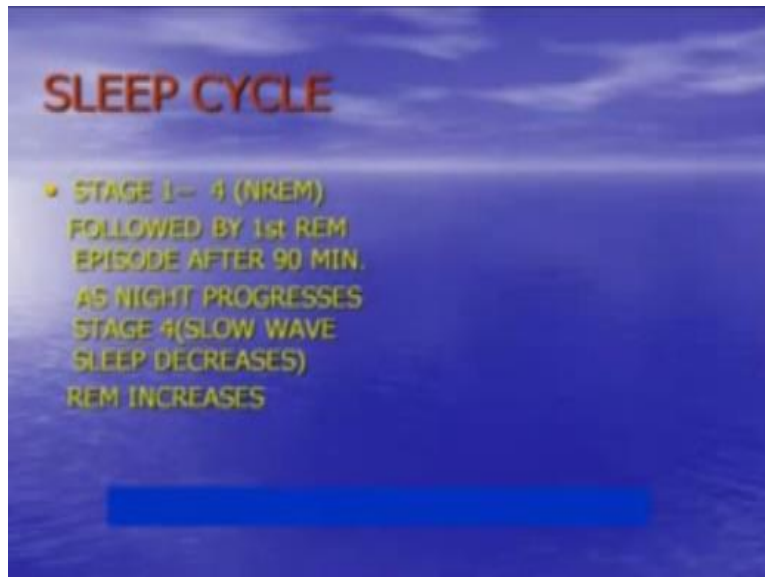 SLEEP CYCLE
• STAGE 1– 4 (NREM)
FOLLOWED BY 1st REM
EPISODE AFTER 90 MIN.
AS NIGHT PROGRESSES
STAGE 4(SLOW WAVE
SLEEP DECREASES)
REM INCREASES